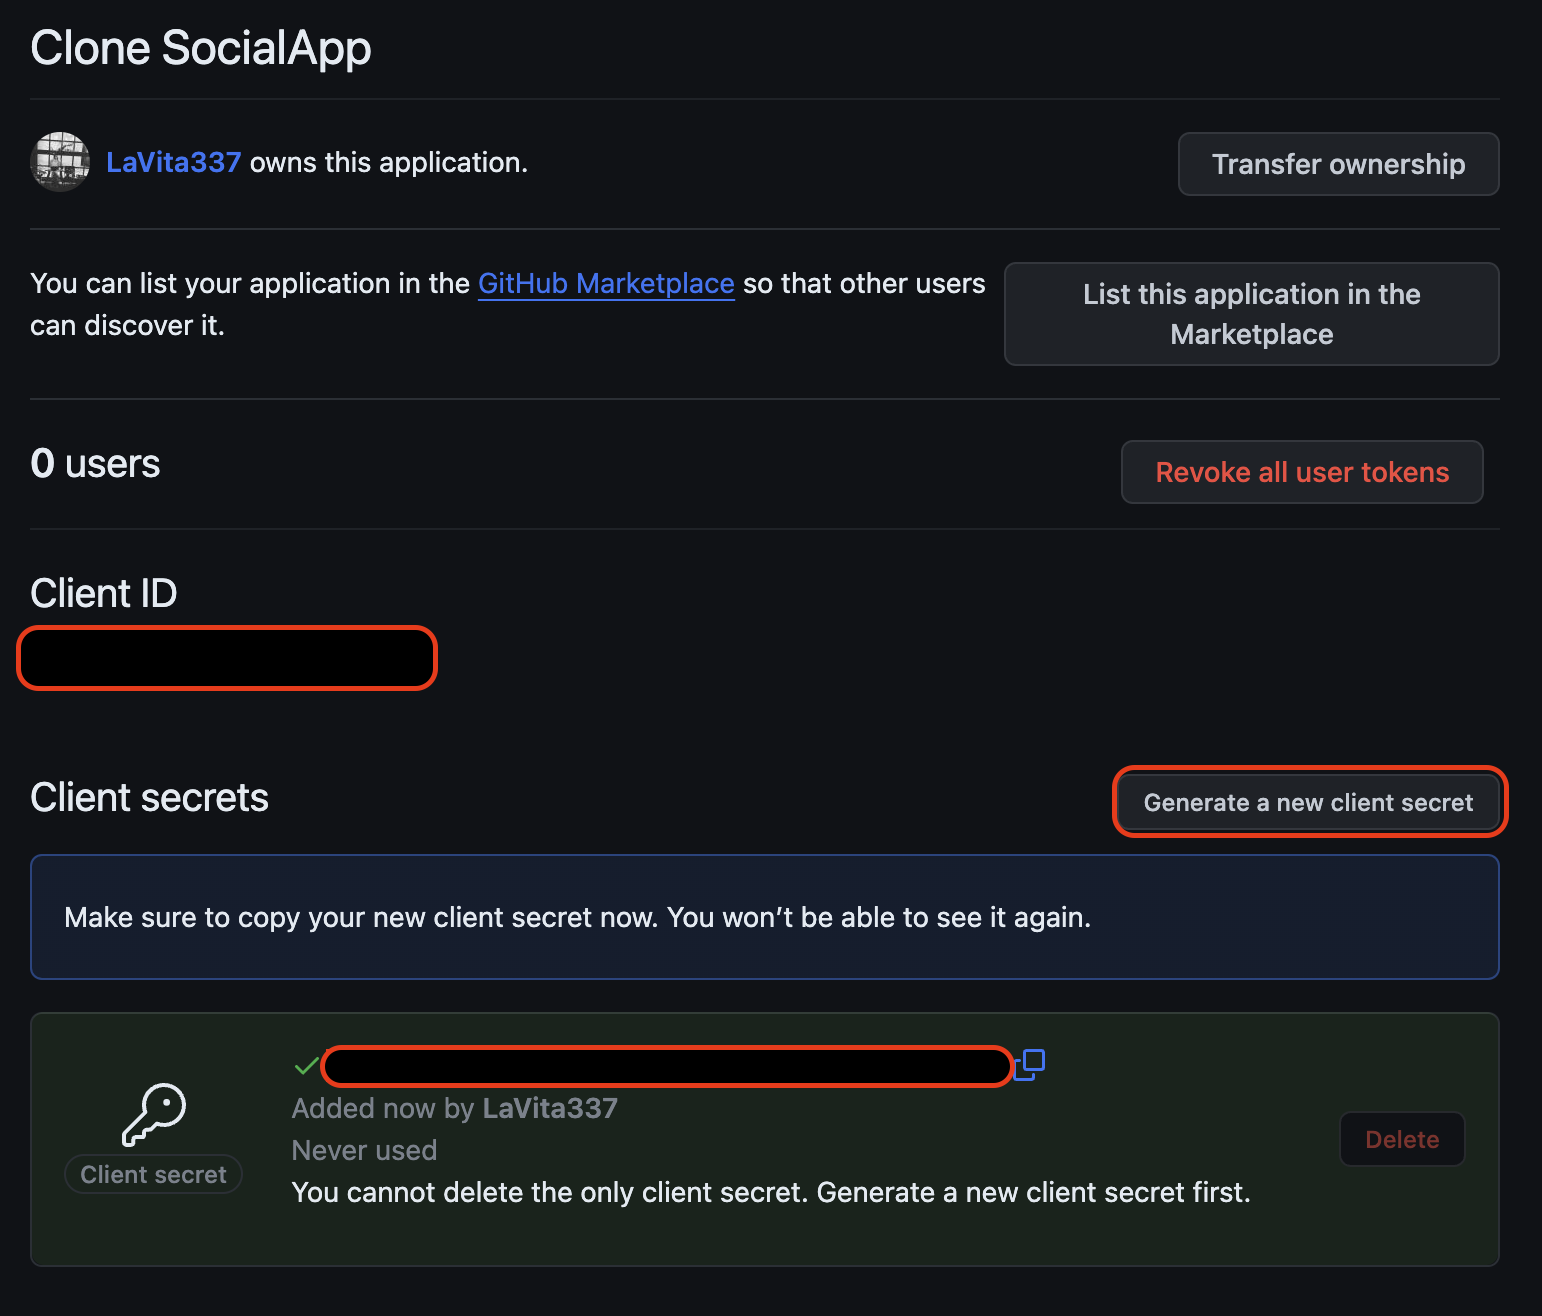 Clone SocialApp
LaVita337 owns this application.
Transfer ownership
You can list your application in the GitHub Marketplace so that other users
can discover it.
List this application in the
Marketplace
0 users
Revoke all user tokens
Client ID
Client secrets
Generate a new client secret
Make sure to copy your new client secret now. You won’t be able to see it again.
Added now by LaVita337
Never used
Client secret
You cannot delete the only client secret. Generate a new client secret first.
Delete